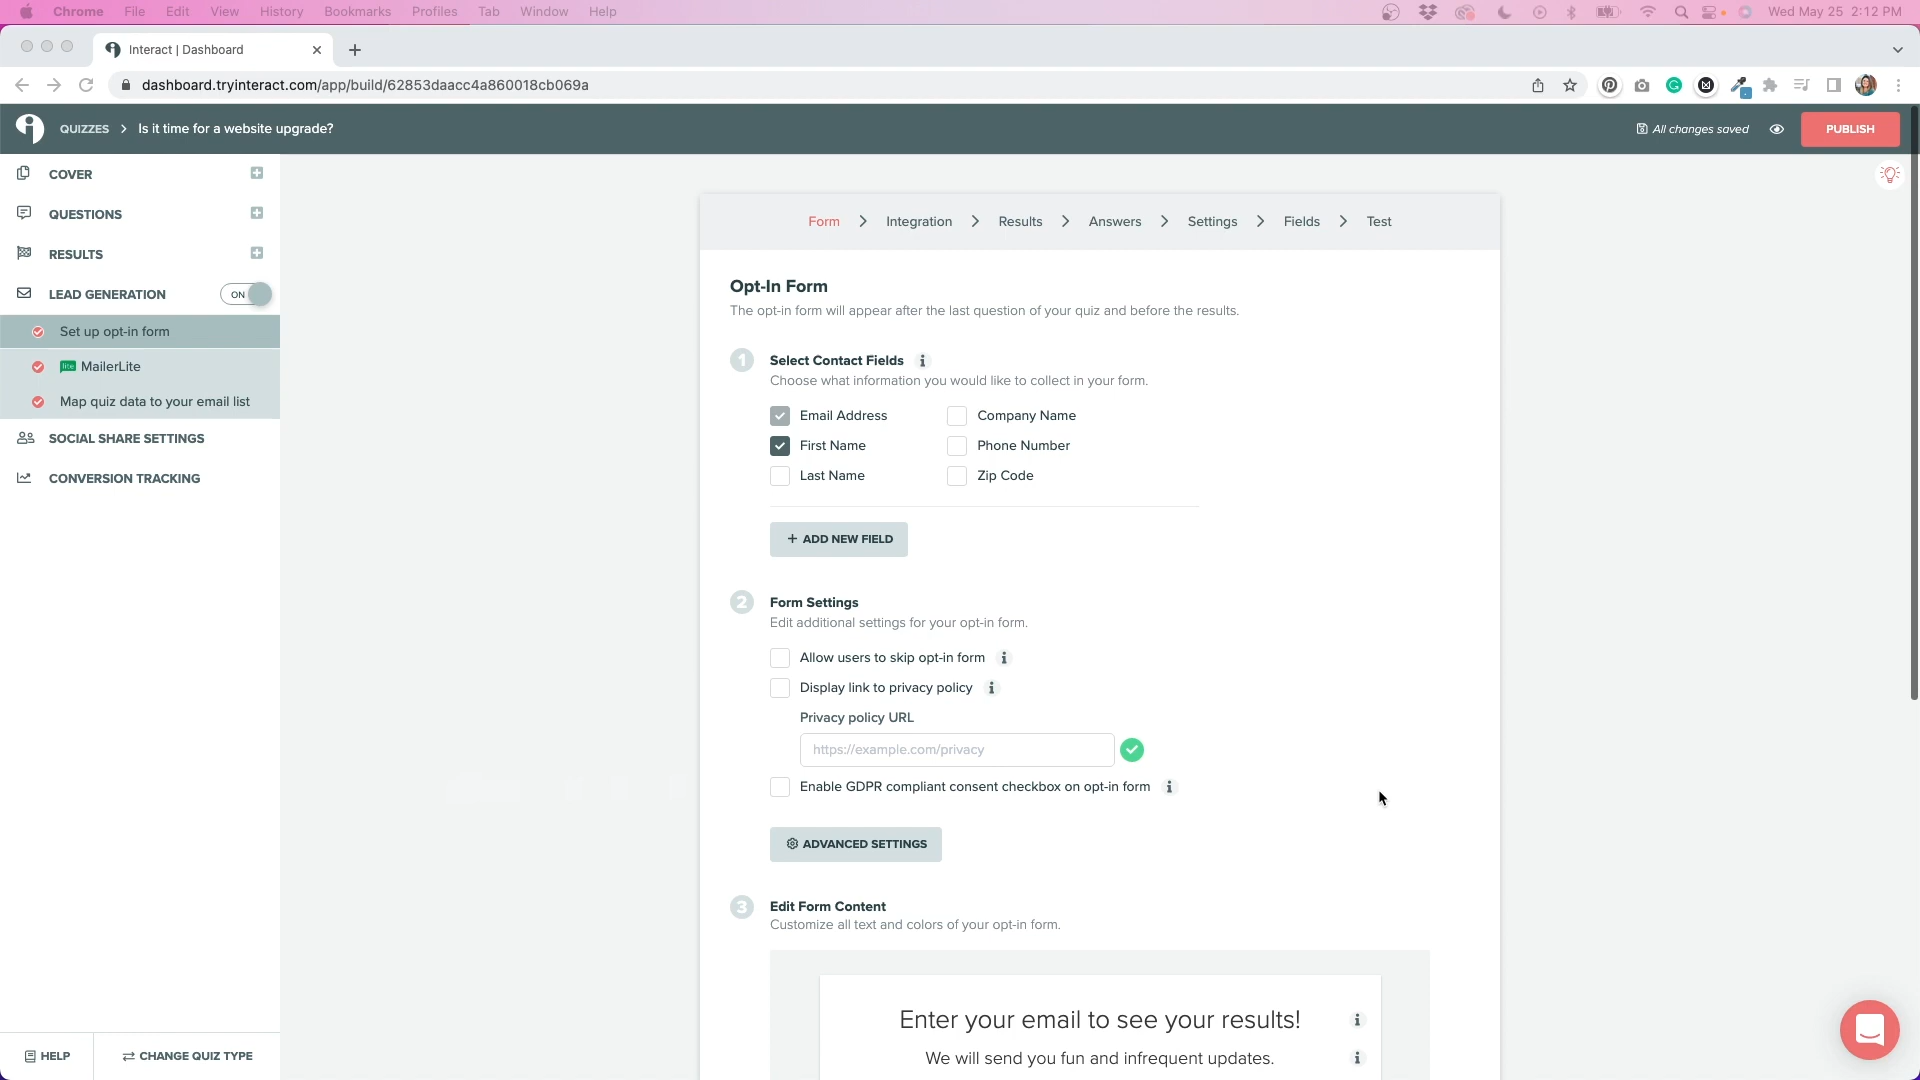 Chrome File Edit View History Bookmarks Profiles Tab Window Help Wed May 25 2:12 PM
Interact | Dashboard
dashboard.tryinteract.com/app/build/62853daacc4a860018cb069a
QUIZZES > Is it time for a website upgrade? All changes saved PUBLISH
COVER
QUESTIONS
RESULTS
LEAD GENERATION ON
Set up opt-in form
lite MailerLite
Map quiz data to your email list
SOCIAL SHARE SETTINGS
CONVERSION TRACKING
HELP
CHANGE QUIZ TYPE
Form > Integration > Results > Answers > Settings > Fields > Test
Opt-In Form
The opt-in form will appear after the last question of your quiz and before the results.
1 Select Contact Fields i
Choose what information you would like to collect in your form.
Email Address Company Name
First Name Phone Number
Last Name Zip Code
+ ADD NEW FIELD
2 Form Settings
Edit additional settings for your opt-in form.
Allow users to skip opt-in form i
Display link to privacy policy i
Privacy policy URL
https://example.com/privacy
Enable GDPR compliant consent checkbox on opt-in form i
ADVANCED SETTINGS
3 Edit Form Content
Customize all text and colors of your opt-in form.
Enter your email to see your results! i
We will send you fun and infrequent updates. i